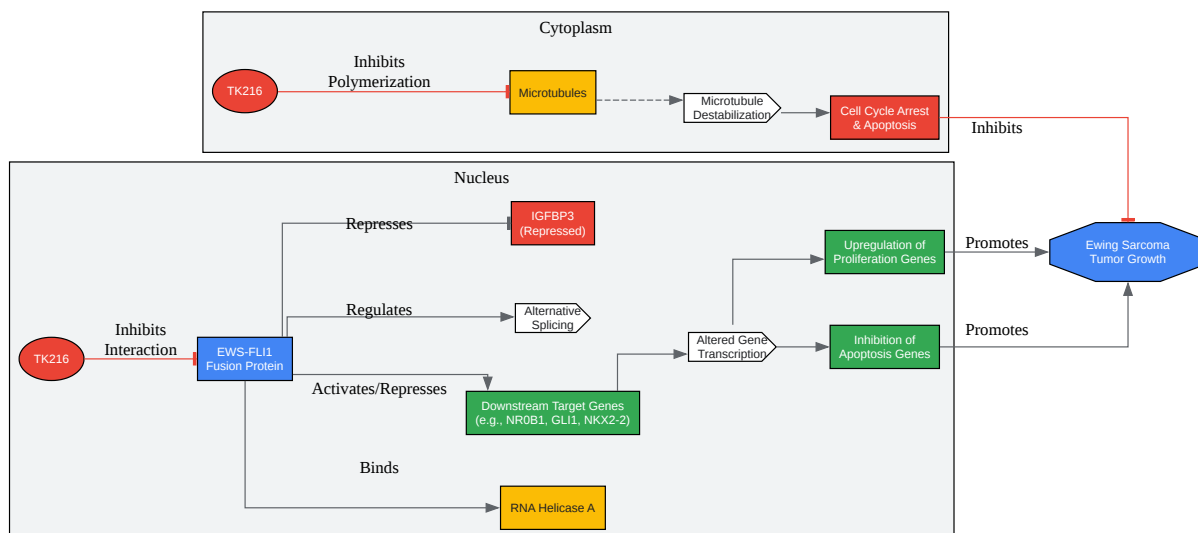 Cytoplasm
Inhibits
Polymerization
TK216
Microtubules
Microtubule
Destabilization
Cell Cycle Arrest
& Apoptosis
Inhibits
Nucleus
Represses
IGFBP3
(Repressed)
Upregulation of
Proliferation Genes
Promotes
Ewing Sarcoma
Tumor Growth
Regulates
Alternative
Splicing
Inhibits
Interaction
TK216
EWS-FLI1
Fusion Protein
Altered Gene
Transcription
Inhibition of
Apoptosis Genes
Promotes
Activates/Represses
Downstream Target Genes
(e.g., NR0B1, GLI1, NKX2-2)
Binds
RNA Helicase A